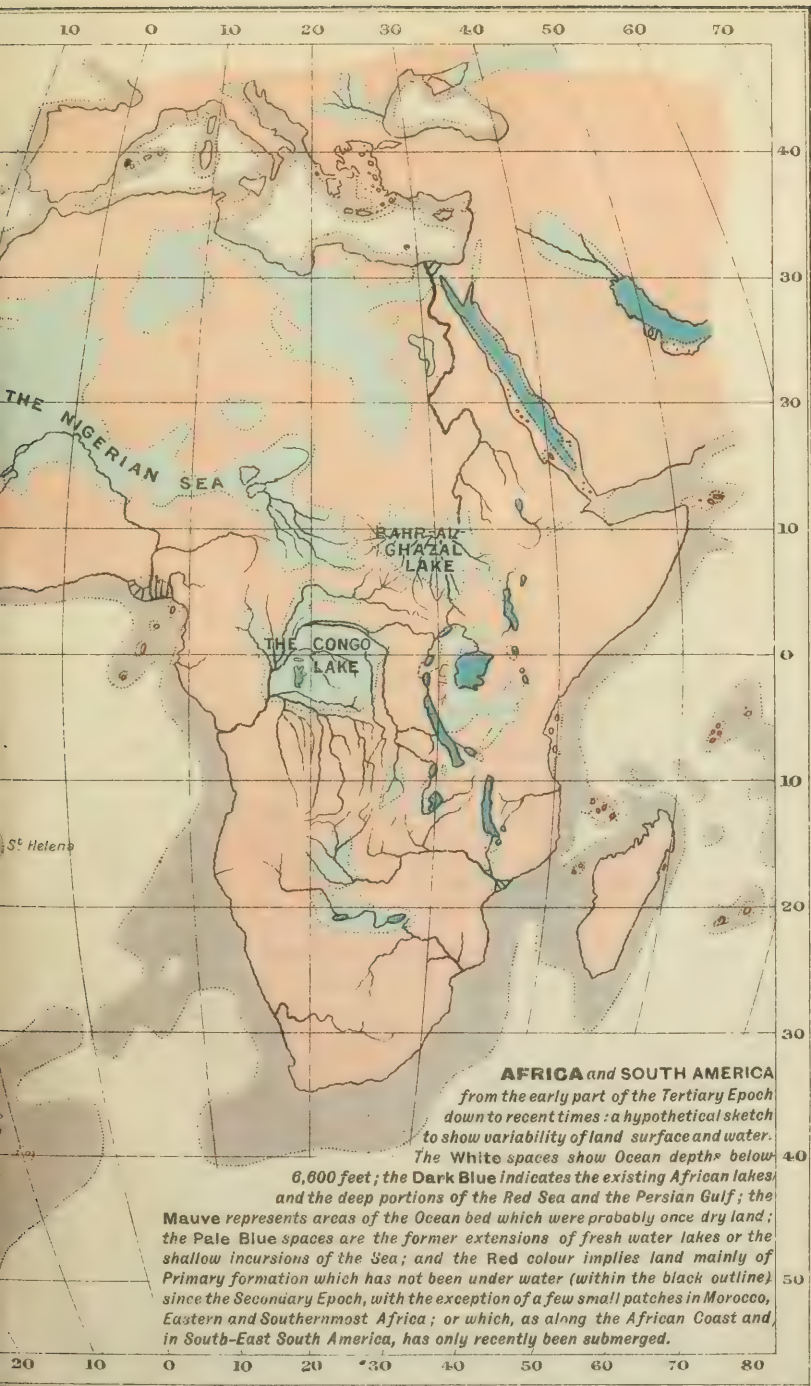 10 0 10 20 30 40 50 60 70
40
30
30
THE NIGERIAN SEA
10
BAHR-AL-
GHAZAL
LAKE
0
THE CONGO
LAKE
10
St Helena
20
30
AFRICA and SOUTH AMERICA
from the early part of the Tertiary Epoch
down to recent times: a hypothetical sketch
to show variability of land surface and water.
The White spaces show Ocean depths below 40
6,600 feet; the Dark Blue indicates the existing African lakes
and the deep portions of the Red Sea and the Persian Gulf; the
Mauve represents areas of the Ocean bed which were probably once dry land;
the Pale Blue spaces are the former extensions of fresh water lakes or the
shallow incursions of the Sea; and the Red colour implies land mainly of
Primary formation which has not been under water (within the black outline) 50
since the Secondary Epoch, with the exception of a few small patches in Morocco,
Eastern and Southernmost Africa; or which, as along the African Coast and
in South-East South America, has only recently been submerged.
20 10 0 10 20 30 40 50 60 70 80